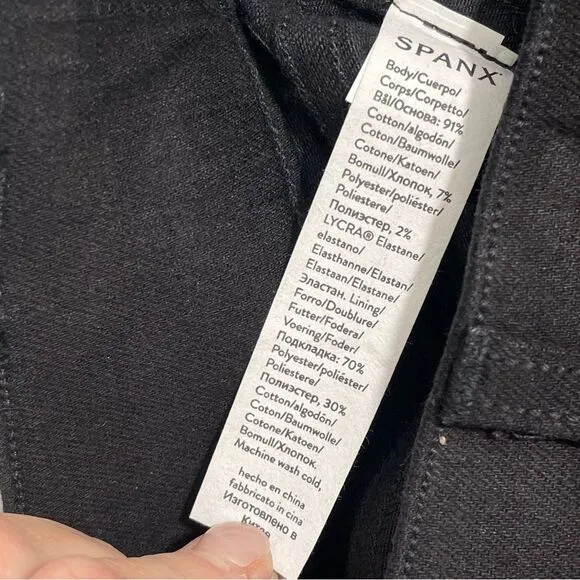 SPANX
Body/Cuerpo/
Corps/Corpetto/
Bål/Основа: 91%
Cotton/algodón/
Coton/Baumwolle/
Cotone/Katoen/
Bomull/Хлопок, 7%
Polyester/poliéster/
Poliestere/
Полиэстер, 2%
LYCRA® Elastane/
elastano/
Elasthanne/Elastan/
Elastaan/Elastane/
Эластан. Lining/
Forro/Doublure/
Futter/Fodera/
Voering/Foder/
Подкладка: 70%
Polyester/poliéster/
Poliestere/
Полиэстер, 30%
Cotton/algodón/
Coton/Baumwolle/
Cotone/Katoen/
Bomull/Хлопок.
Machine wash cold,
hecho en china
fabbricato in cina
Изготовлено в
Китае